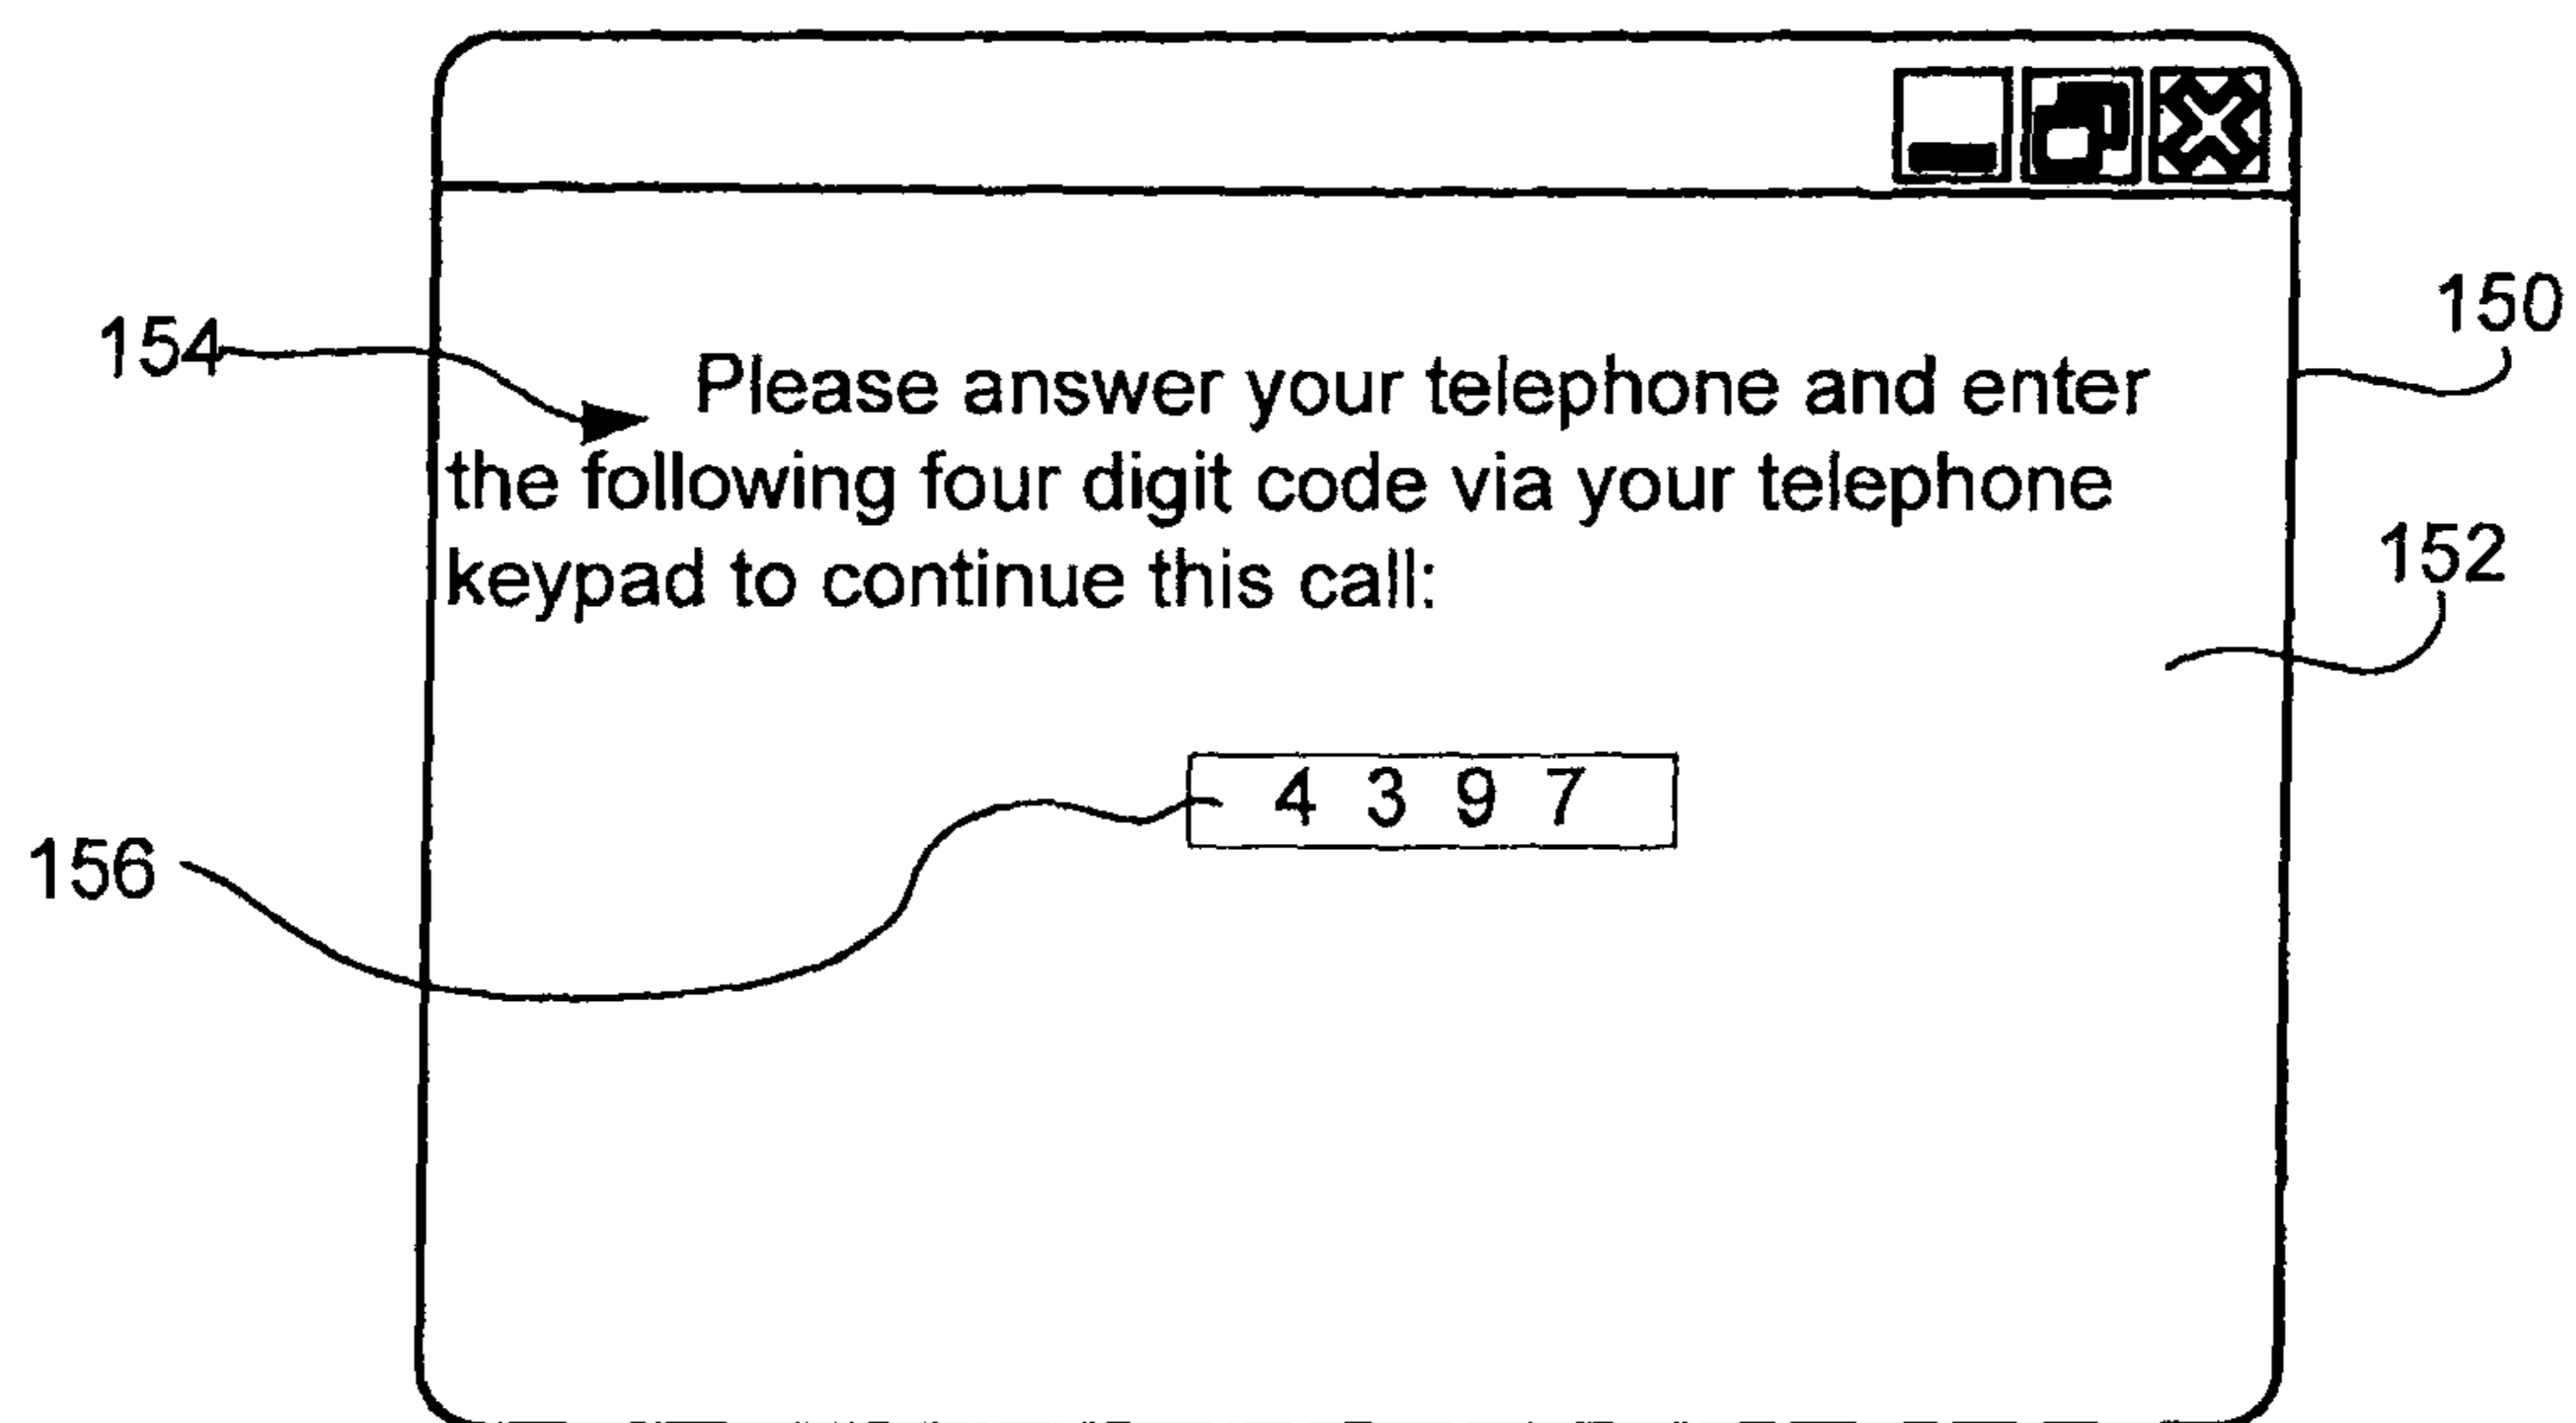 150
154
Please answer your telephone and enter
the following four digit code via your telephone
keypad to continue this call:
152
4 3 9 7
156